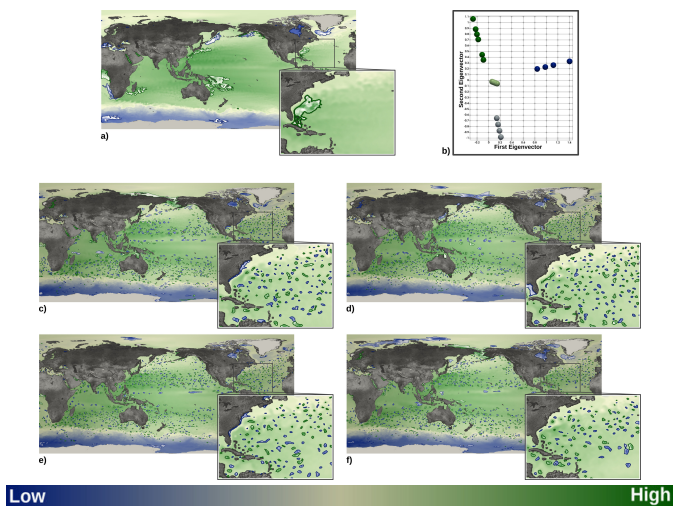 a)
b)
Second Eigenvector
First Eigenvector
c)
d)
e)
f)
Low
High